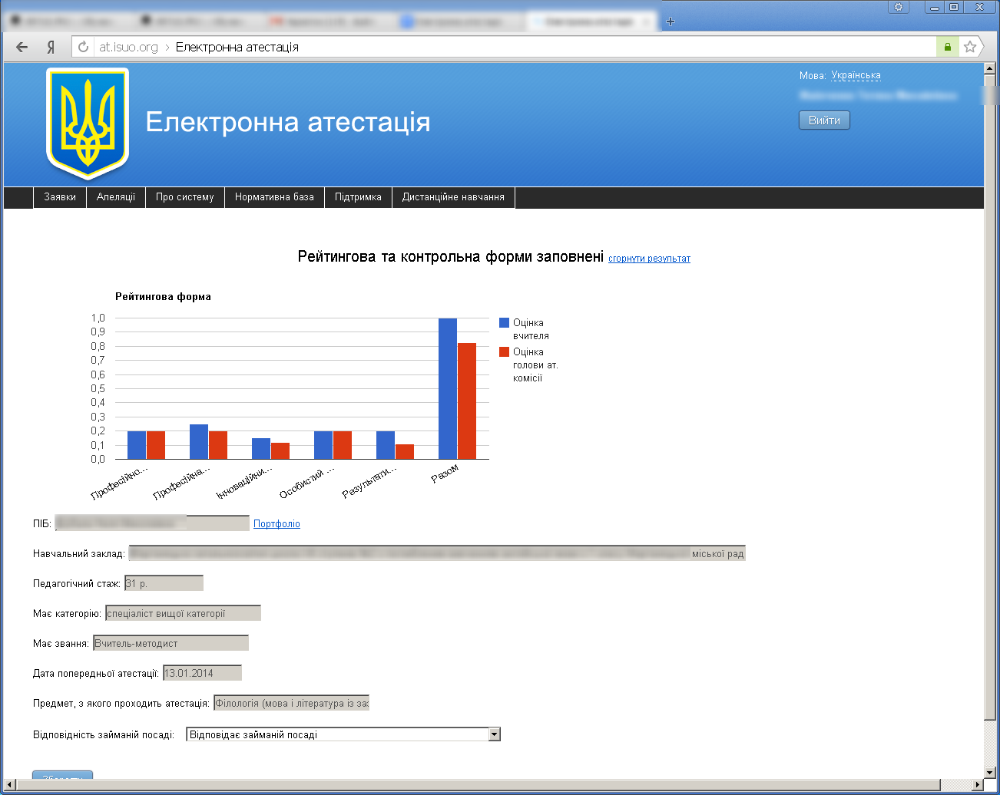 at.isuo.org › Електронна атестація
Мова: Українська
Вийти
Електронна атестація
Заявки Апеляції Про систему Нормативна база Підтримка Дистанційне навчання
Рейтингова та контрольна форми заповнені сгорнути результат
Рейтингова форма
1,0
0,9
0,8
0,7
0,6
0,5
0,4
0,3
0,2
0,1
0,0
Оцінка
вчителя
Оцінка
голови ат.
комісії
Професійно...
Професійна...
Інноваційни...
Особистий ...
Результати...
Разом
ПІБ: Портфоліо
Навчальний заклад: міської рад
Педагогічний стаж: 31 р.
Має категорію: спеціаліст вищої категорії
Має звання: Вчитель-методист
Дата попередньої атестації: 13.01.2014
Предмет, з якого проходить атестація: Філологія (мова і література із за
Відповідність займаній посаді: Відповідає займаній посаді